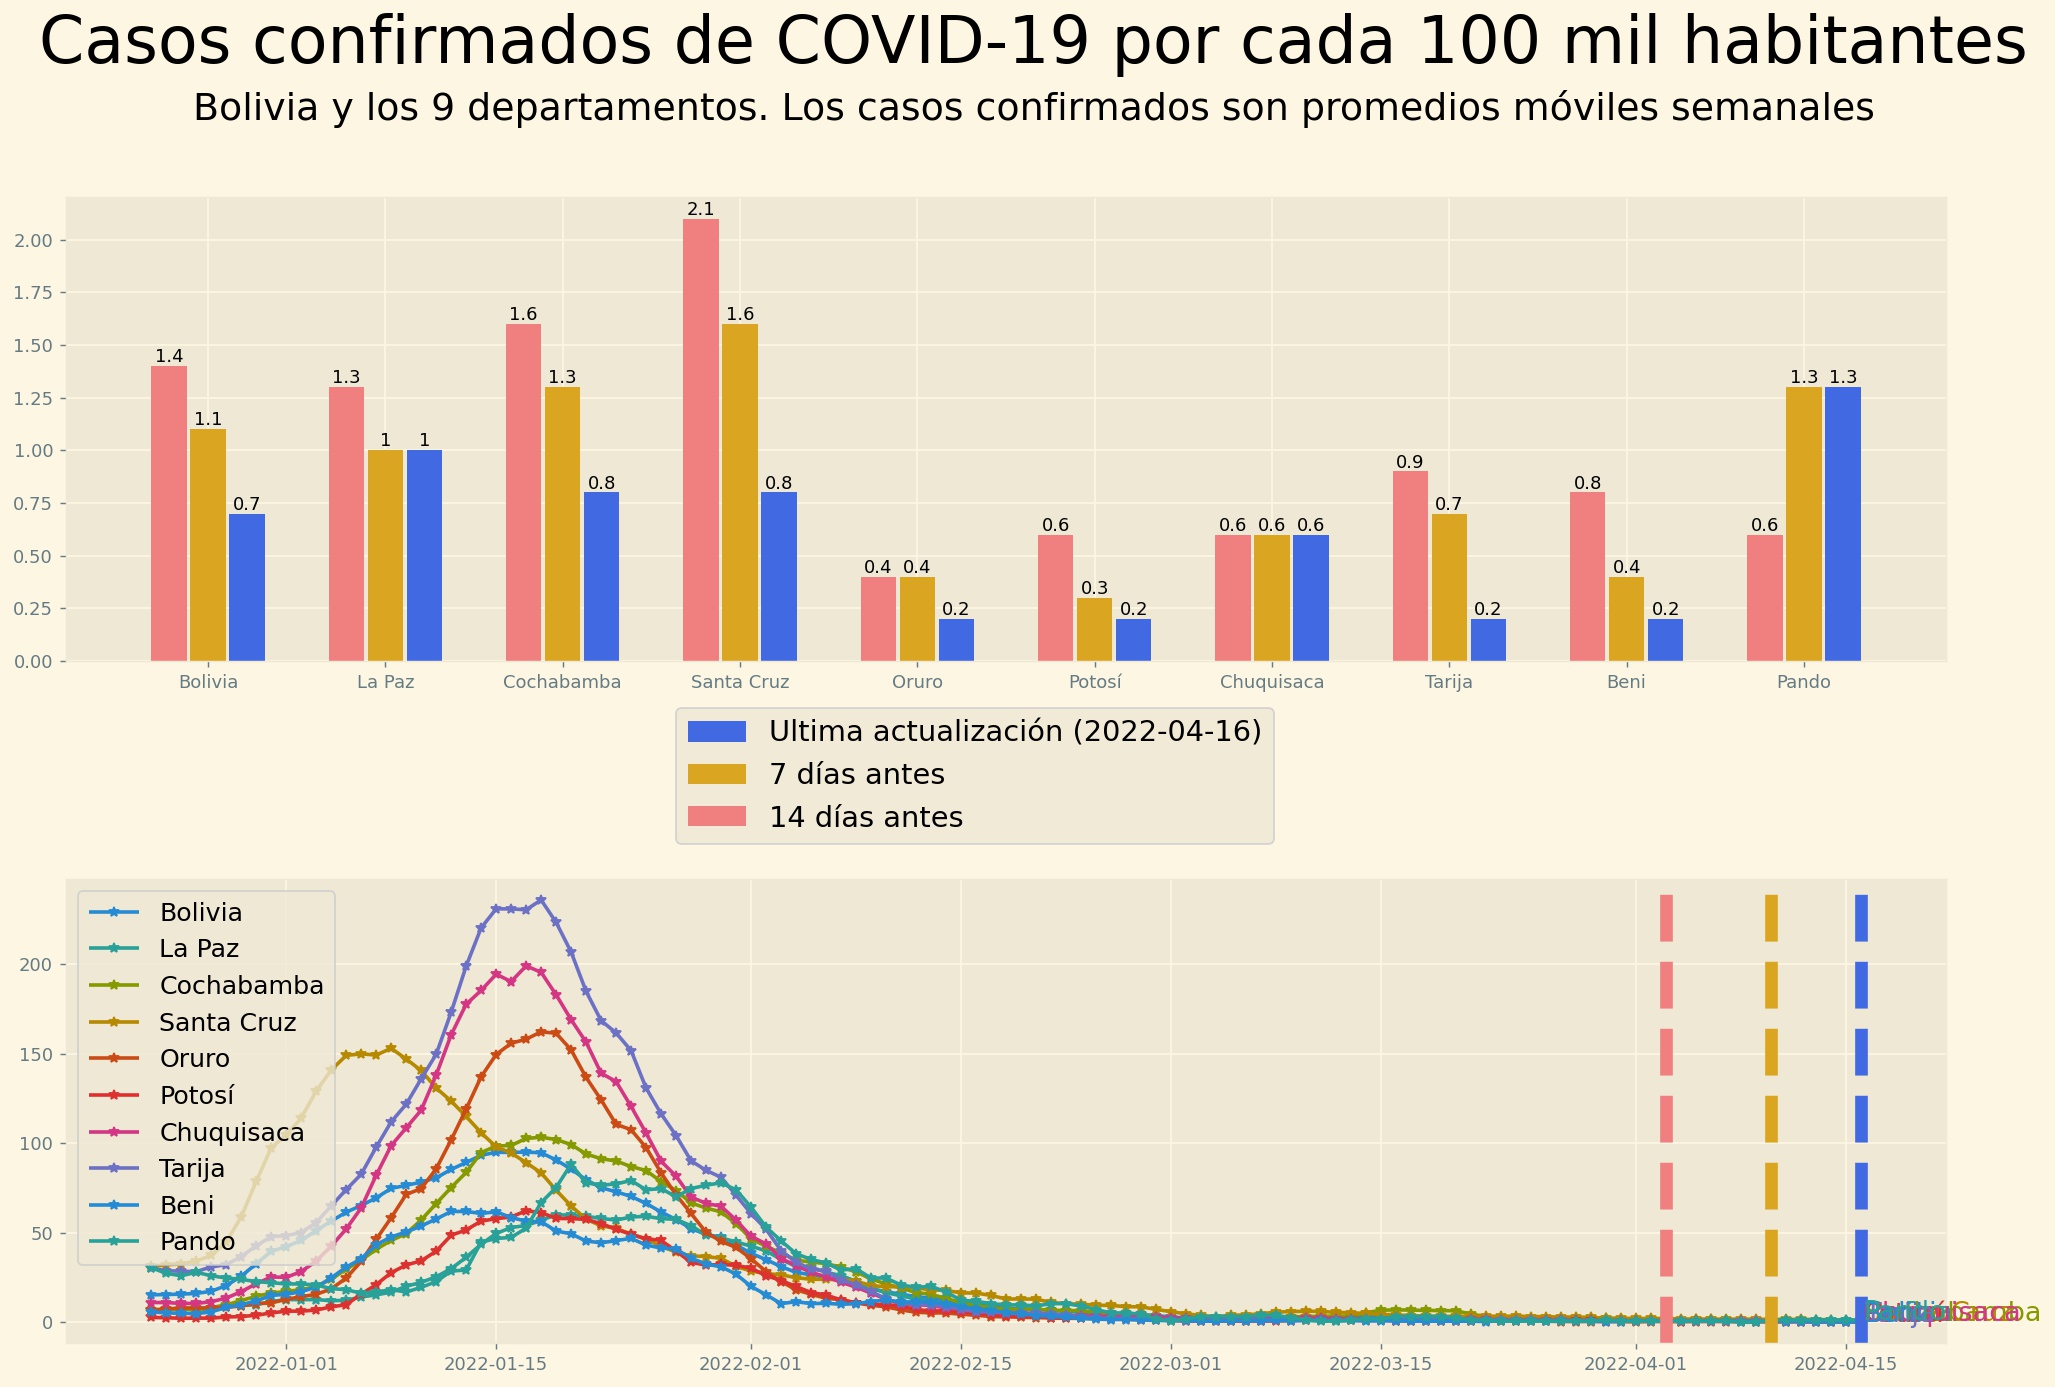 Casos confirmados de COVID-19 por cada 100 mil habitantes
Bolivia y los 9 departamentos. Los casos confirmados son promedios móviles semanales
2.1
2.00
1.75
1.6 1.6
1.50
1.4
1.3 1.3 1.3 1.3
1.25
1.1
1 1
1.00
0.9
0.8 0.8 0.8
0.75
0.7 0.7
0.6 0.6 0.6 0.6 0.6
0.50
0.4 0.4 0.4
0.3
0.25
0.2 0.2 0.2 0.2
0.00
Bolivia La Paz Cochabamba Santa Cruz Oruro Potosí Chuquisaca Tarija Beni Pando
Ultima actualización (2022-04-16)
7 días antes
14 días antes
Bolivia
La Paz
Cochabamba
Santa Cruz
Oruro
Potosí
Chuquisaca
Tarija
Beni
Pando
200
150
100
50
0
2022-01-01 2022-01-15 2022-02-01 2022-02-15 2022-03-01 2022-03-15 2022-04-01 2022-04-15